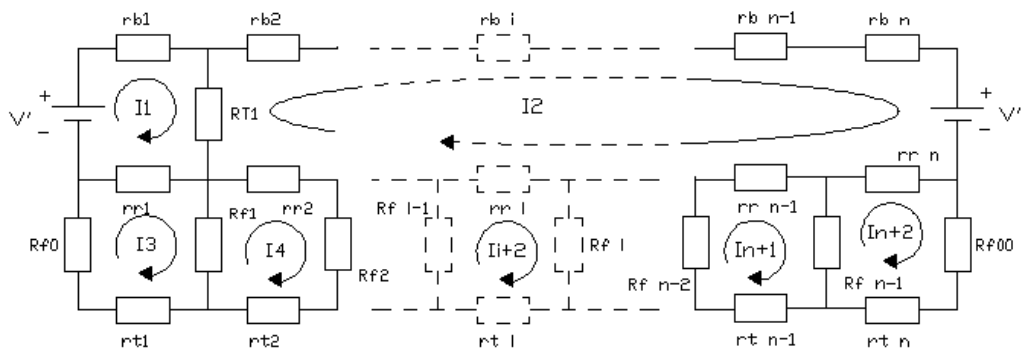 rb1 rb2 rb i rb n-1 rb n
+ I1 RT1 I2 +
V' - - V'
rr n
rr1 Rf1 rr2 Rf i-1 rr i rr n-1
Rf0 I3 I4 Ii+2 Rf i In+1 In+2 Rf00
Rf2 Rf n-2 Rf n-1
rt1 rt2 rt i rt n-1 rt n